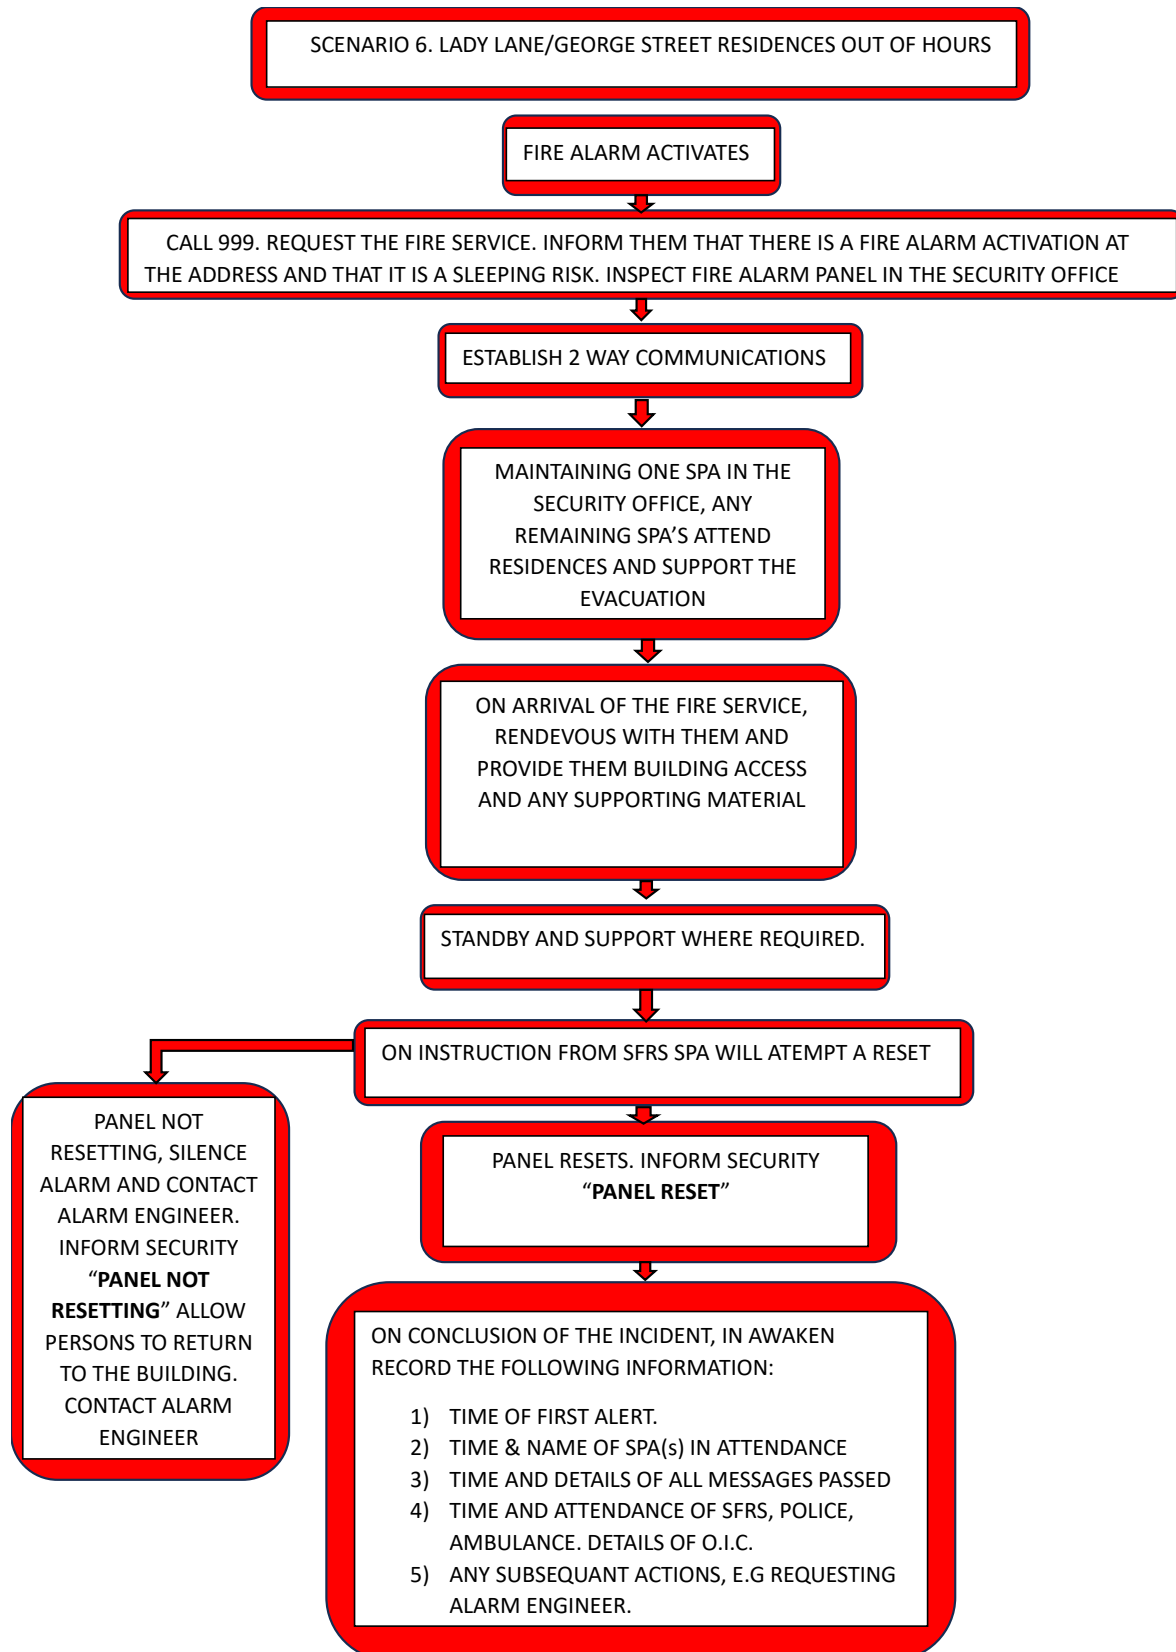 SCENARIO 6. LADY LANE/GEORGE STREET RESIDENCES OUT OF HOURS
FIRE ALARM ACTIVATES
CALL 999. REQUEST THE FIRE SERVICE. INFORM THEM THAT THERE IS A FIRE ALARM ACTIVATION AT
THE ADDRESS AND THAT IT IS A SLEEPING RISK. INSPECT FIRE ALARM PANEL IN THE SECURITY OFFICE
ESTABLISH 2 WAY COMMUNICATIONS
MAINTAINING ONE SPA IN THE
SECURITY OFFICE, ANY
REMAINING SPA’S ATTEND
RESIDENCES AND SUPPORT THE
EVACUATION
ON ARRIVAL OF THE FIRE SERVICE,
RENDEVOUS WITH THEM AND
PROVIDE THEM BUILDING ACCESS
AND ANY SUPPORTING MATERIAL
STANDBY AND SUPPORT WHERE REQUIRED.
ON INSTRUCTION FROM SFRS SPA WILL ATEMPT A RESET
PANEL NOT
RESETTING, SILENCE
ALARM AND CONTACT
ALARM ENGINEER.
INFORM SECURITY
“PANEL NOT
RESETTING” ALLOW
PERSONS TO RETURN
TO THE BUILDING.
CONTACT ALARM
ENGINEER
PANEL RESETS. INFORM SECURITY
“PANEL RESET”
ON CONCLUSION OF THE INCIDENT, IN AWAKEN
RECORD THE FOLLOWING INFORMATION:
1) TIME OF FIRST ALERT.
2) TIME & NAME OF SPA(s) IN ATTENDANCE
3) TIME AND DETAILS OF ALL MESSAGES PASSED
4) TIME AND ATTENDANCE OF SFRS, POLICE,
AMBULANCE. DETAILS OF O.I.C.
5) ANY SUBSEQUANT ACTIONS, E.G REQUESTING
ALARM ENGINEER.